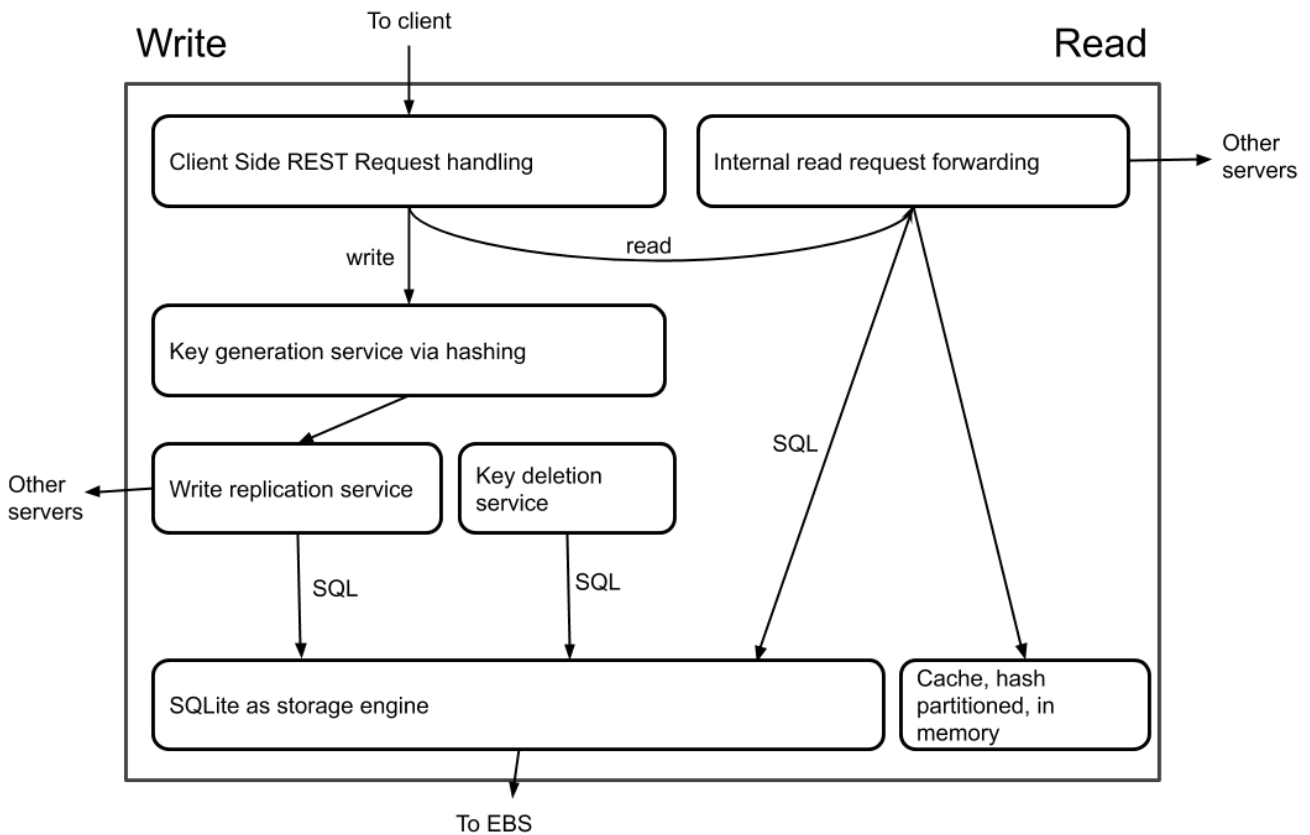 To client
Write
Read
Client Side REST Request handling
Internal read request forwarding
Other
servers
read
write
Key generation service via hashing
SQL
Other
servers
Write replication service
Key deletion
service
SQL
SQL
SQLite as storage engine
Cache, hash
partitioned, in
memory
To EBS